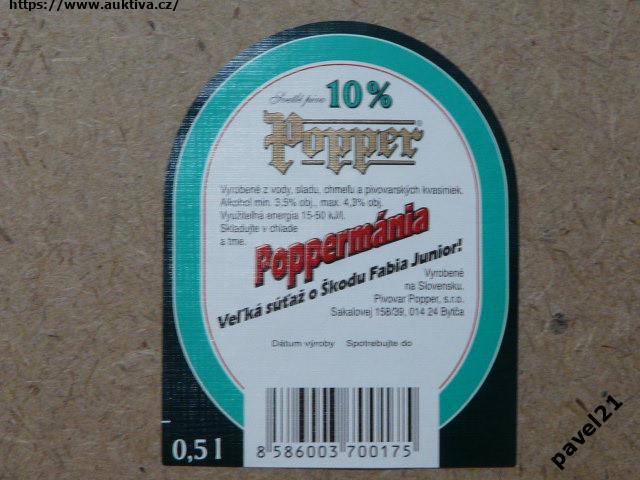 https://www.auktiva.cz/
Svetlé pivo 10%
Popper®
Vyrobené z vody, sladu, chmeľu a pivovarských kvasiniek.
Alkohol min. 3,5% obj., max. 4,3% obj.
Využiteľná energia 15-50 kJ/l.
Skladujte v chlade
a tme.
Poppermánia
Veľká súťaž o Škodu Fabia Junior!
Vyrobené
na Slovensku.
Pivovar Popper, s.r.o.
Sakalovej 158/39, 014 24 Bytča
Dátum výroby Spotrebujte do
0,5 l
8 586003 700175
pavel21